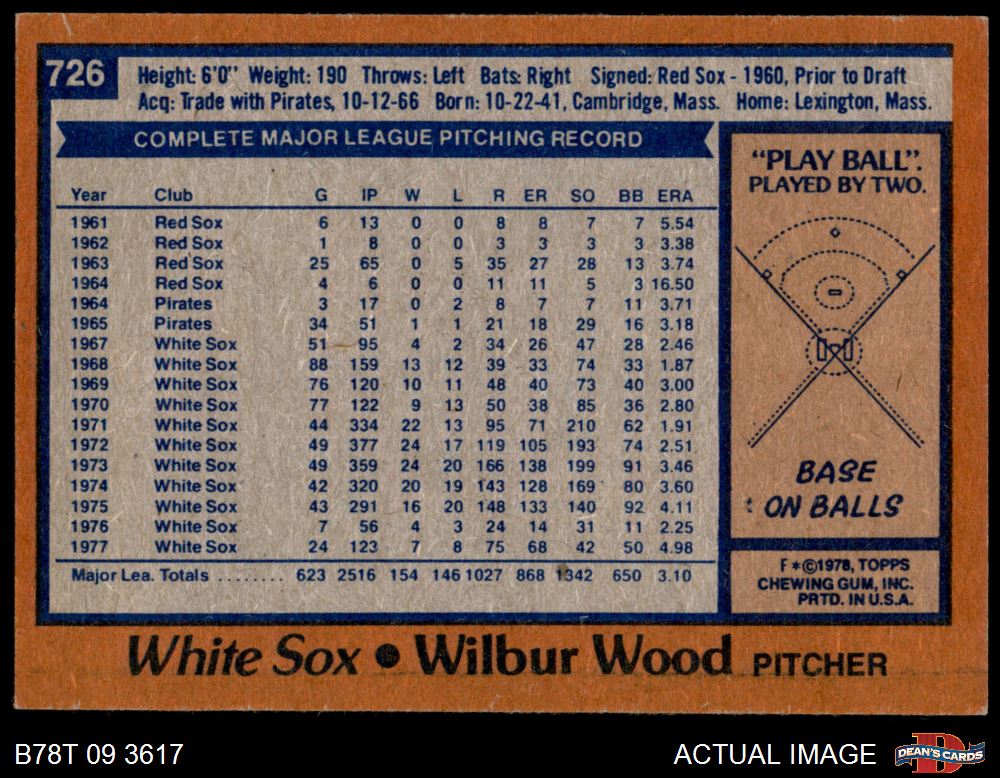 726
Height: 6'0" Weight: 190 Throws: Left Bats: Right Signed: Red Sox - 1960, Prior to Draft
Acq: Trade with Pirates, 10-12-66 Born: 10-22-41, Cambridge, Mass. Home: Lexington, Mass.
COMPLETE MAJOR LEAGUE PITCHING RECORD
Year Club G IP W L R ER SO BB ERA
1961 Red Sox 6 13 0 0 8 8 7 7 5.54
1962 Red Sox 1 8 0 0 3 3 3 3 3.38
1963 Red Sox 25 65 0 5 35 27 28 13 3.74
1964 Red Sox 4 6 0 0 11 11 5 3 16.50
1964 Pirates 3 17 0 2 8 7 7 11 3.71
1965 Pirates 34 51 1 1 21 18 29 16 3.18
1967 White Sox 51 95 4 2 34 26 47 28 2.46
1968 White Sox 88 159 13 12 39 33 74 33 1.87
1969 White Sox 76 120 10 11 48 40 73 40 3.00
1970 White Sox 77 122 9 13 50 38 85 36 2.80
1971 White Sox 44 334 22 13 95 71 210 62 1.91
1972 White Sox 49 377 24 17 119 105 193 74 2.51
1973 White Sox 49 359 24 20 166 138 199 91 3.46
1974 White Sox 42 320 20 19 143 128 169 80 3.60
1975 White Sox 43 291 16 20 148 133 140 92 4.11
1976 White Sox 7 56 4 3 24 14 31 11 2.25
1977 White Sox 24 123 7 8 75 68 42 50 4.98
Major Lea. Totals ........ 623 2516 154 146 1027 868 1342 650 3.10
"PLAY BALL".
PLAYED BY TWO.
BASE
ON BALLS
F*©1978, TOPPS
CHEWING GUM, INC.
PRTD. IN U.S.A.
White Sox • Wilbur Wood PITCHER
B78T 09 3617
ACTUAL IMAGE
DEAN'S CARDS